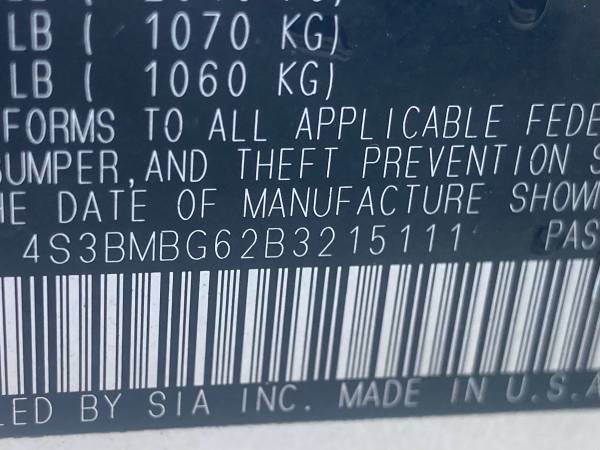 LB ( 1070 KG)
LB ( 1060 KG)
FORMS TO ALL APPLICABLE FEDE
BUMPER, AND THEFT PREVENTION S
HE DATE OF MANUFACTURE SHOWN
4S3BMBG62B3215111 PAS
LED BY SIA INC. MADE IN U.S.A